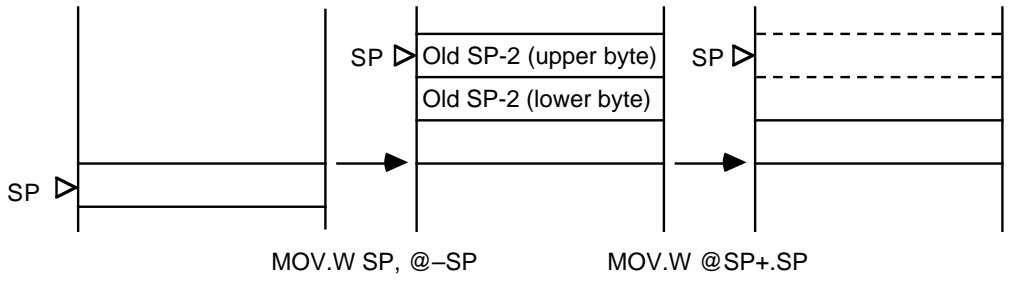 SP Old SP-2 (upper byte) SP
Old SP-2 (lower byte)
SP
MOV.W SP, @–SP MOV.W @SP+.SP